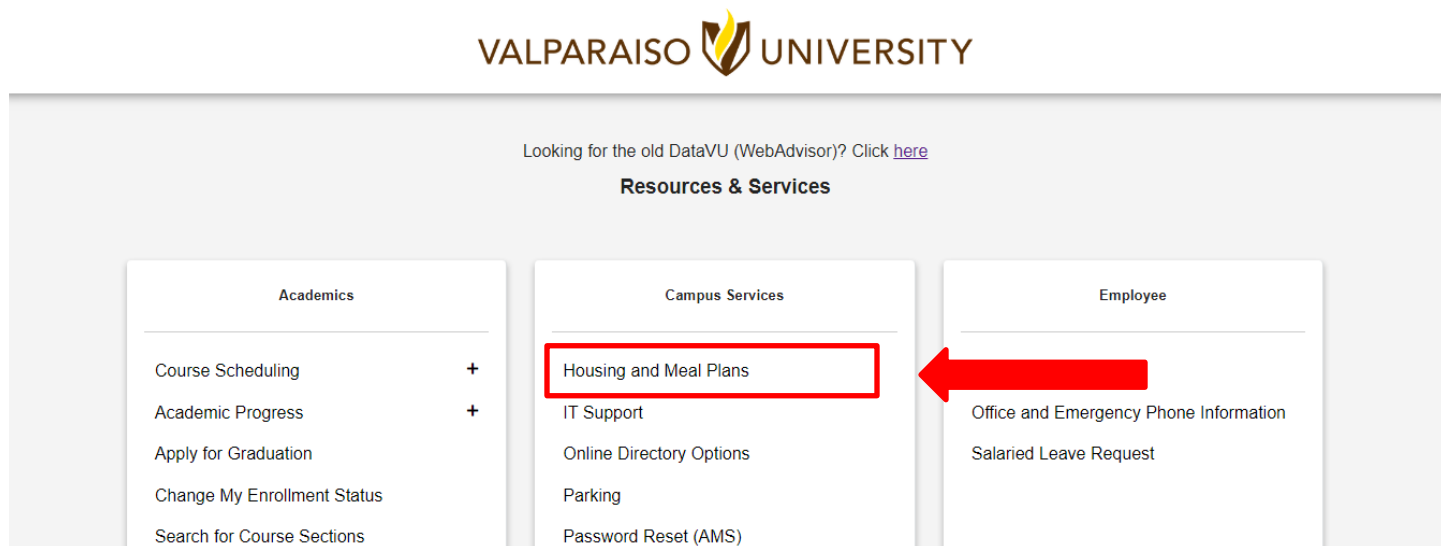 VALPARAISO UNIVERSITY
Looking for the old DataVU (WebAdvisor)? Click here
Resources & Services
Academics
Course Scheduling +
Academic Progress +
Apply for Graduation
Change My Enrollment Status
Search for Course Sections
Campus Services
Housing and Meal Plans
IT Support
Online Directory Options
Parking
Password Reset (AMS)
Employee
Office and Emergency Phone Information
Salaried Leave Request